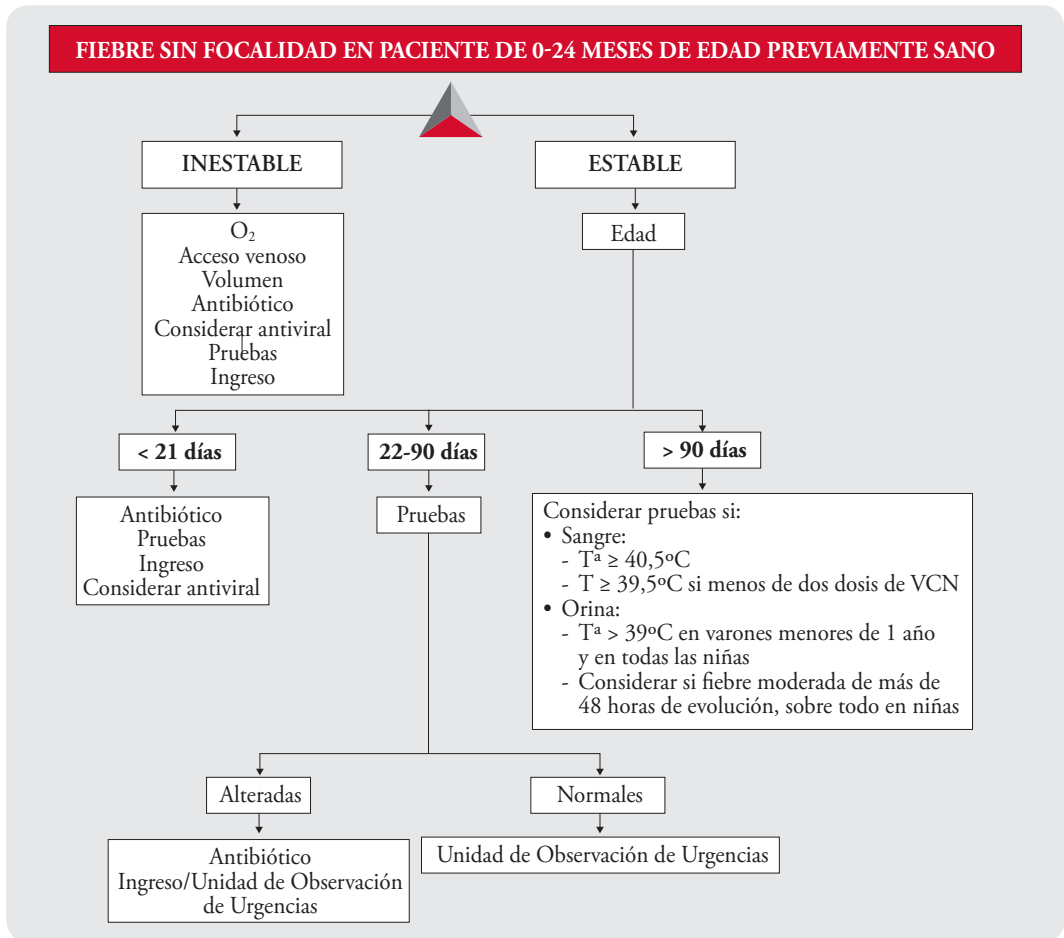 FIEBRE SIN FOCALIDAD EN PACIENTE DE 0-24 MESES DE EDAD PREVIAMENTE SANO
INESTABLE
ESTABLE
O₂
Acceso venoso
Volumen
Antibiótico
Considerar antiviral
Pruebas
Ingreso
Edad
< 21 días
22-90 días
> 90 días
Antibiótico
Pruebas
Ingreso
Considerar antiviral
Pruebas
Considerar pruebas si:
• Sangre:
- Tª ≥ 40,5ºC
- T ≥ 39,5ºC si menos de dos dosis de VCN
• Orina:
- Tª > 39ºC en varones menores de 1 año
y en todas las niñas
- Considerar si fiebre moderada de más de
48 horas de evolución, sobre todo en niñas
Alteradas
Normales
Antibiótico
Ingreso/Unidad de Observación
de Urgencias
Unidad de Observación de Urgencias